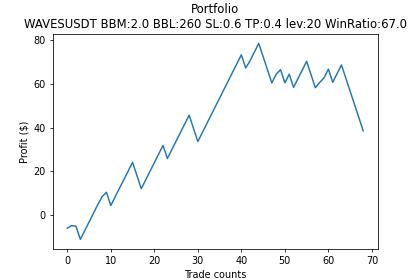 Portfolio
WAVESUSDT BBM:2.0 BBL:260 SL:0.6 TP:0.4 lev:20 WinRatio:67.0
80
60
40
20
0
Profit ($)
0 10 20 30 40 50 60 70
Trade counts